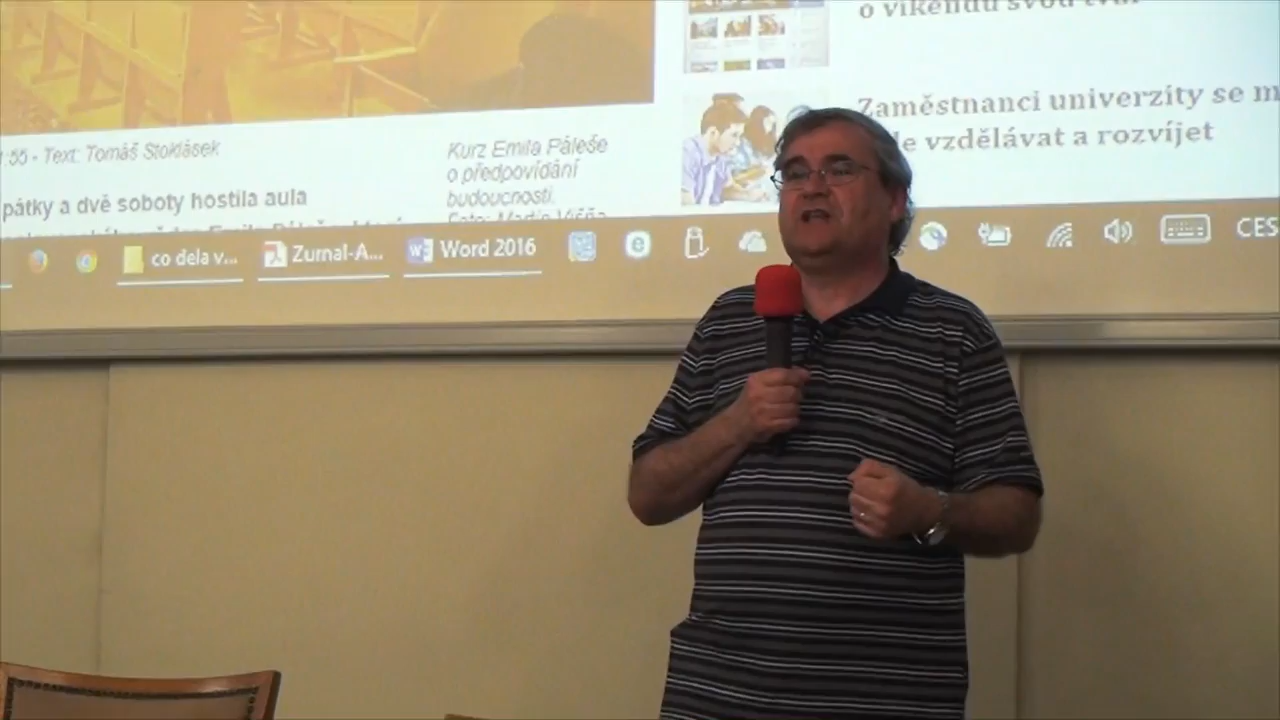 o víkendu svou tvář
:55 - Text: Tomáš Stoklásek
Kurz Emila Páleše
o předpovídání
budoucnosti.
Zaměstnanci univerzity se m
le vzdělávat a rozvíjet
pátky a dvě soboty hostila aula
co dela v...
Zurnal-A...
Word 2016
CES